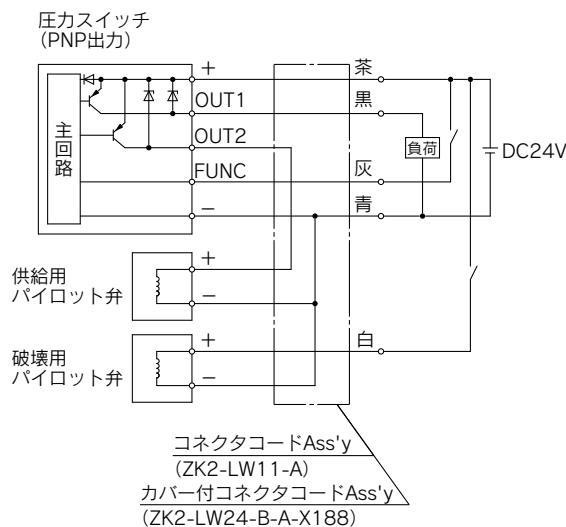 圧力スイッチ
(PNP出力)
主回路
+
OUT1
OUT2
FUNC
−
茶
黒
灰
青
負荷
DC24V
供給用
パイロット弁
+
−
破壊用
パイロット弁
+
−
白
コネクタコードAss'y
(ZK2-LW11-A)
カバー付コネクタコードAss'y
(ZK2-LW24-B-A-X188)